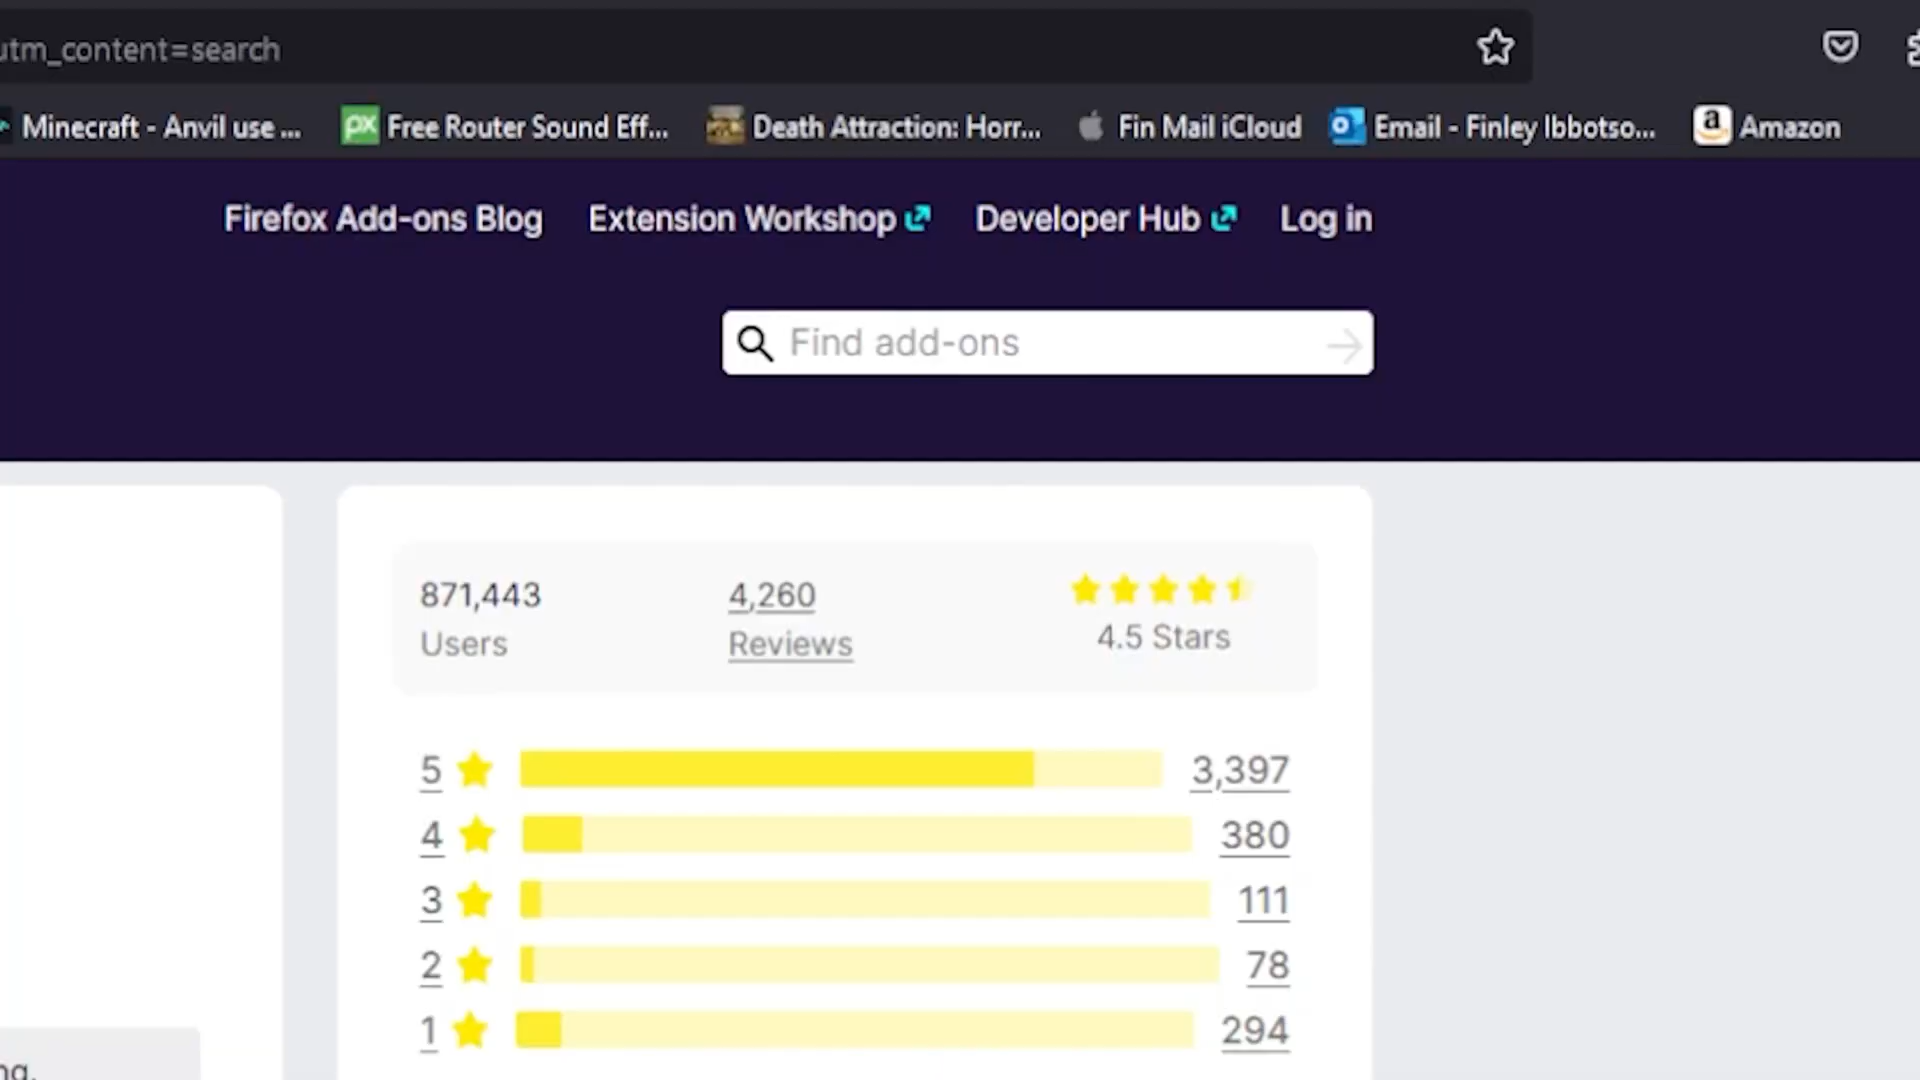 utm_content=search
Minecraft - Anvil use ... Free Router Sound Eff... Death Attraction: Horr... Fin Mail iCloud Email - Finley Ibbotso... Amazon
Firefox Add-ons Blog Extension Workshop Developer Hub Log in
Find add-ons
871,443 4,260
Users Reviews 4.5 Stars
5 3,397
4 380
3 111
2 78
1 294